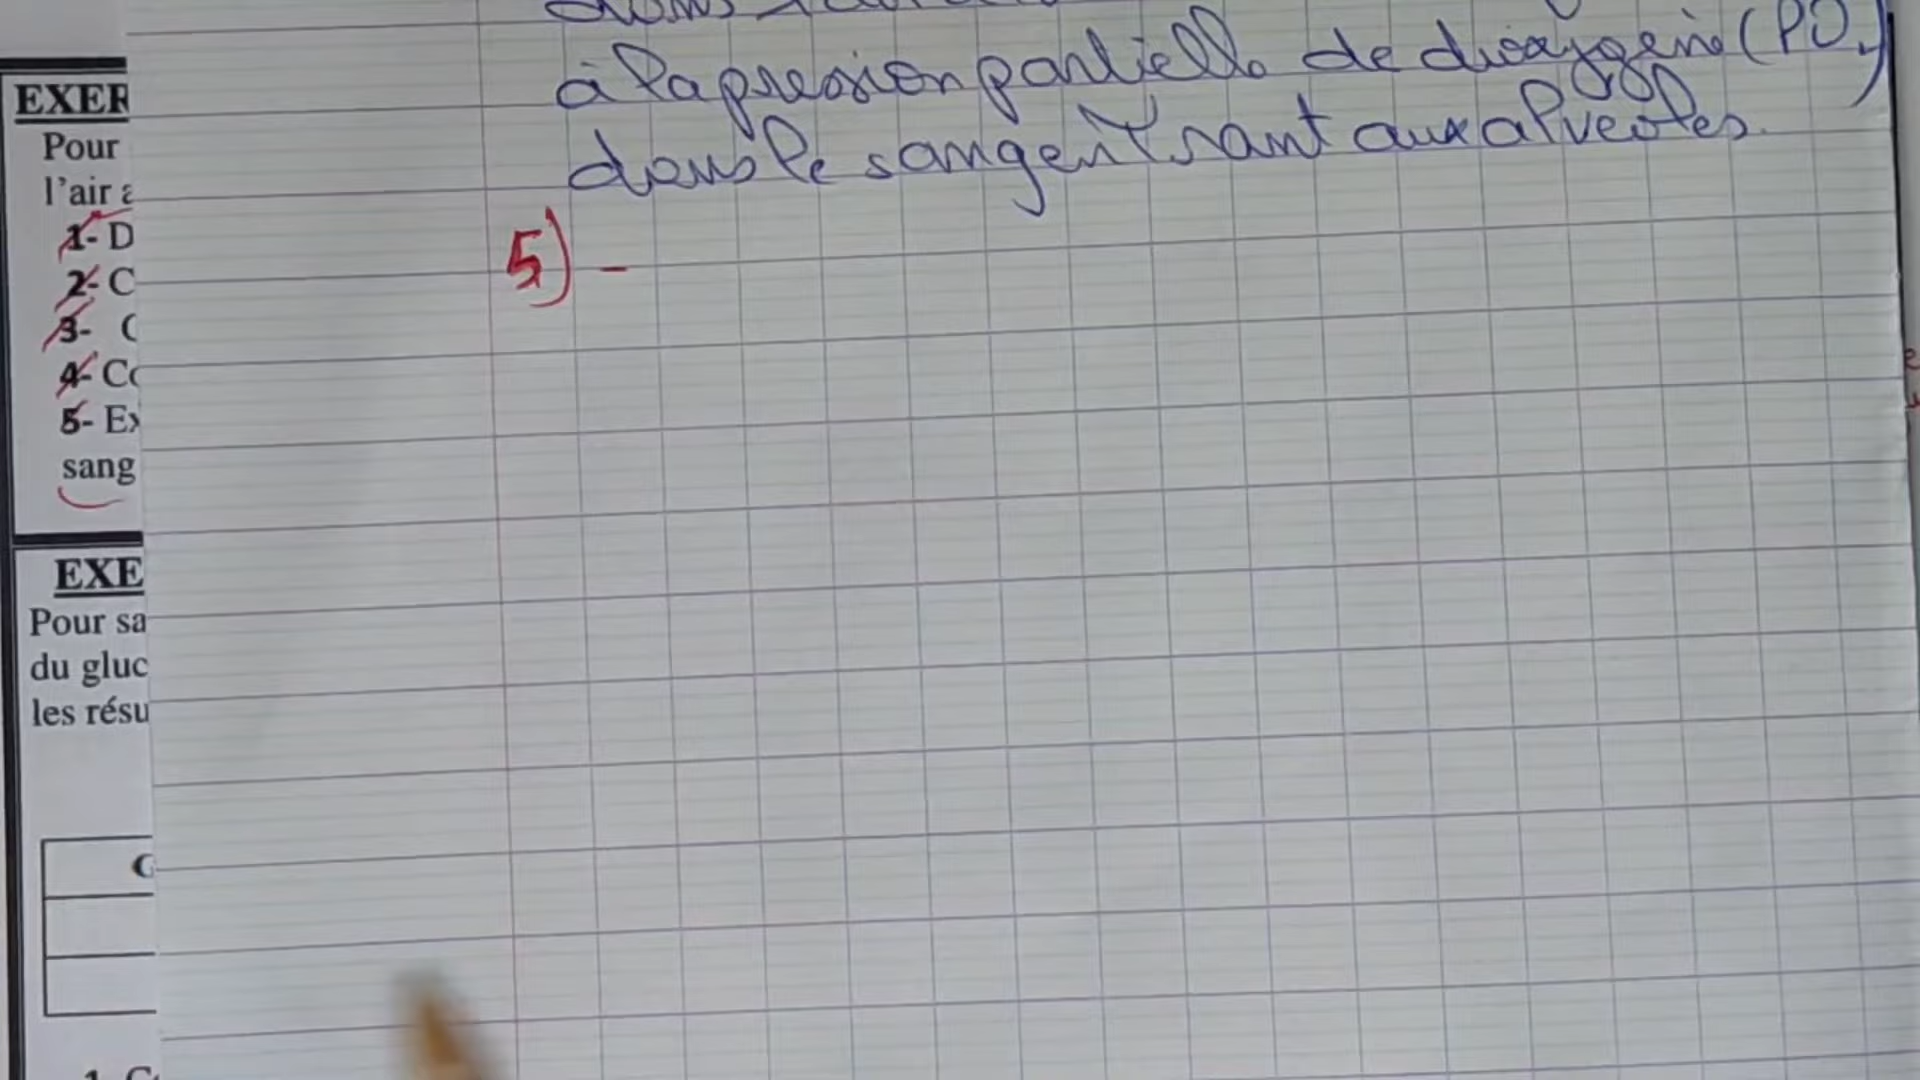 à la pression partielle de dioxygène (PO₂)
dans le sang entrant aux alvéoles.
5) -
EXER
Pour
l'air a
1- D
2- C
3- C
4- Co
5- Ex
sang
EXE
Pour sa
du gluc
les résu
C